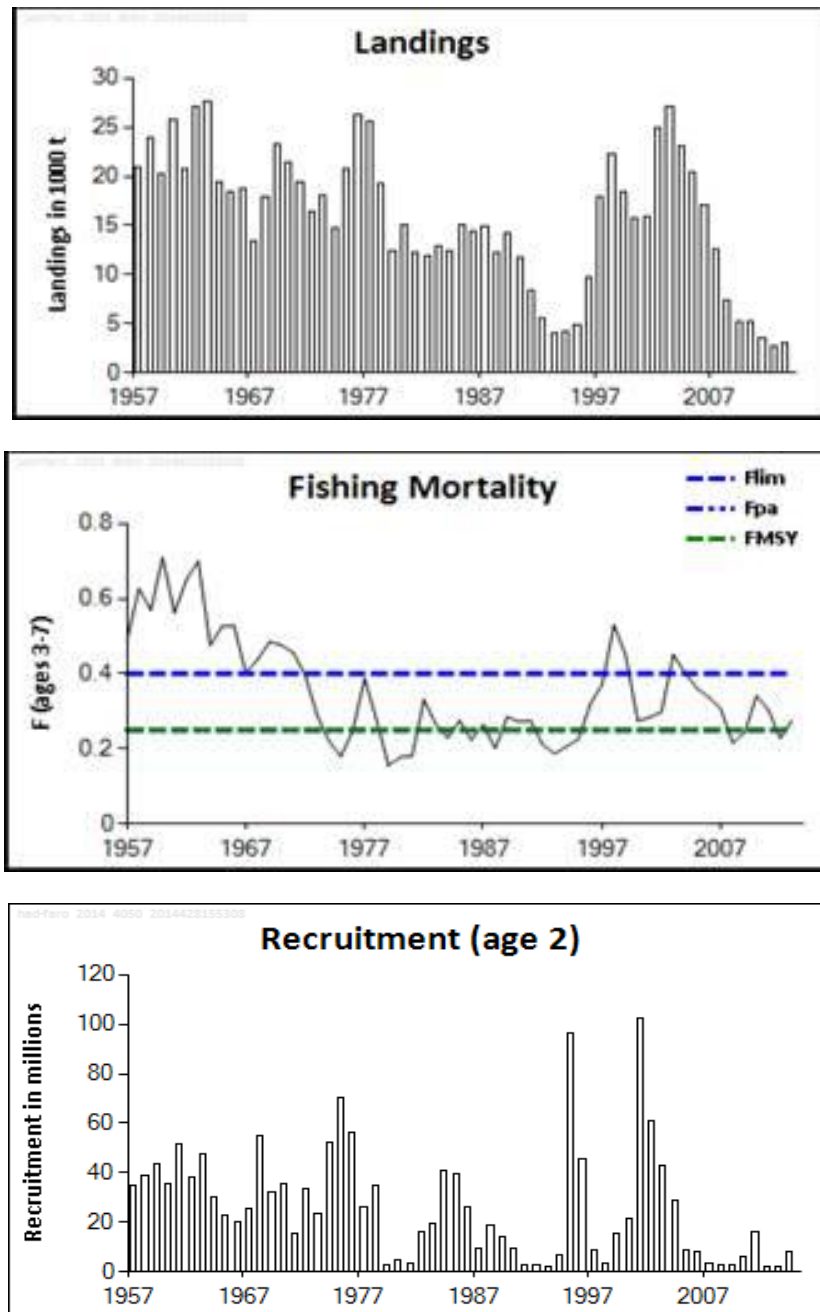 Landings
30
25
20
15
10
5
0
Landings in 1000 t
1957 1967 1977 1987 1997 2007
Fishing Mortality
Flim
Fpa
FMSY
0.8
0.6
0.4
0.2
0
F (ages 3-7)
1957 1967 1977 1987 1997 2007
Recruitment (age 2)
120
100
80
60
40
20
0
Recruitment in millions
1957 1967 1977 1987 1997 2007